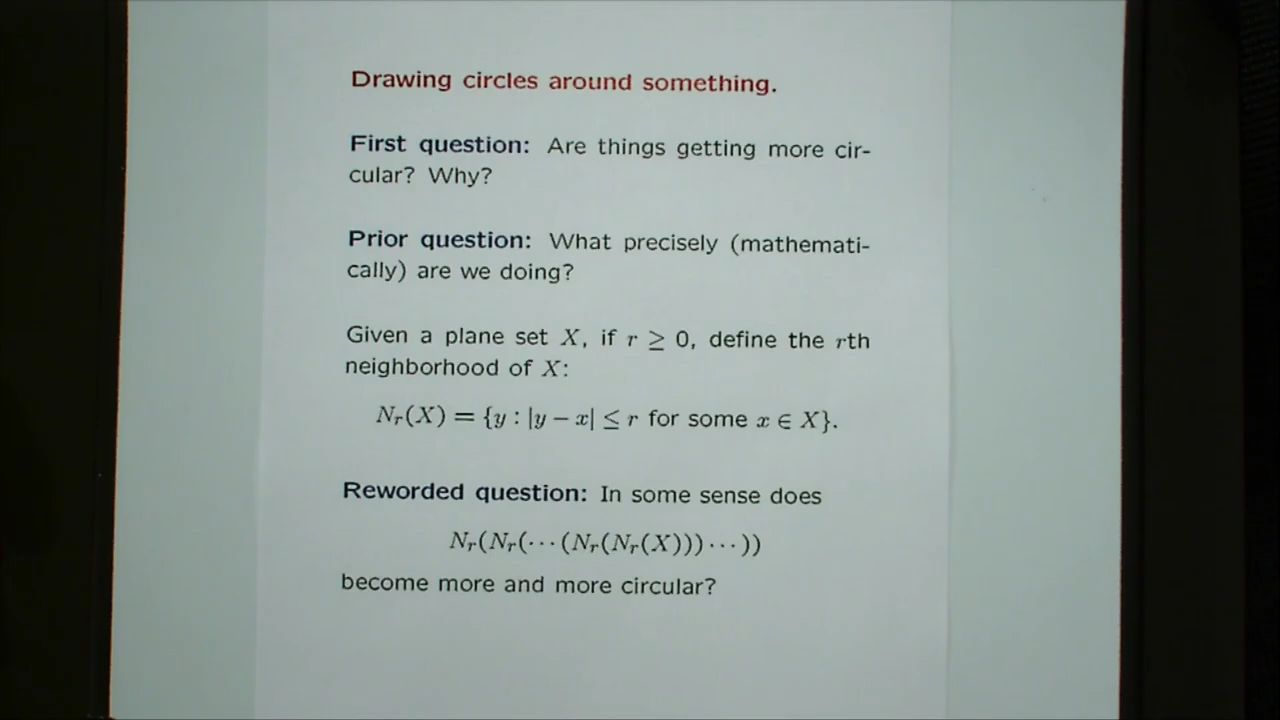 Drawing circles around something.
First question: Are things getting more cir-
cular? Why?
Prior question: What precisely (mathemati-
cally) are we doing?
Given a plane set X, if r ≥ 0, define the rth
neighborhood of X:
Nr(X) = {y : |y − x| ≤ r for some x ∈ X}.
Reworded question: In some sense does
Nr(Nr(⋯(Nr(Nr(X)))⋯))
become more and more circular?